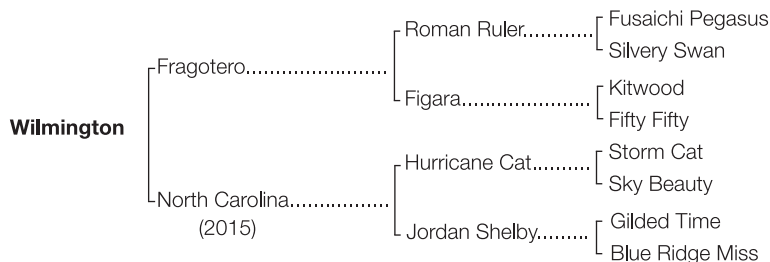 Fusaichi Pegasus
Roman Ruler
Silvery Swan
Fragotero
Kitwood
Figara
Fifty Fifty
Wilmington
Storm Cat
Hurricane Cat
Sky Beauty
North Carolina
(2015)
Gilded Time
Jordan Shelby
Blue Ridge Miss